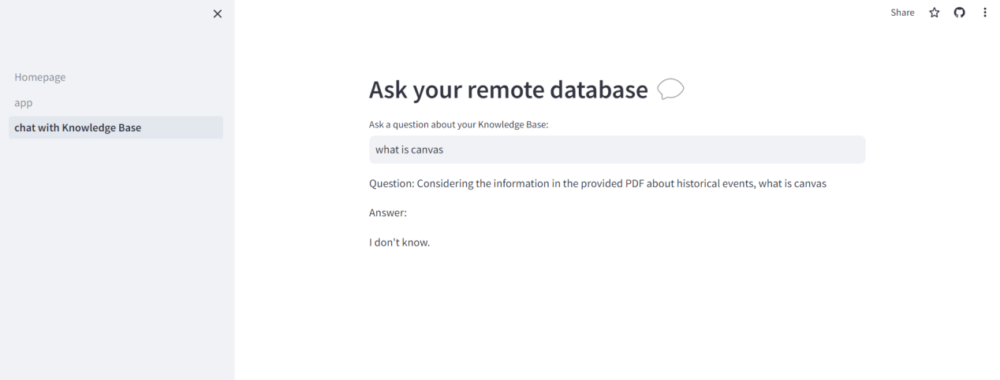 Share
Homepage
app
chat with Knowledge Base
Ask your remote database
Ask a question about your Knowledge Base:
what is canvas
Question: Considering the information in the provided PDF about historical events, what is canvas
Answer:
I don't know.